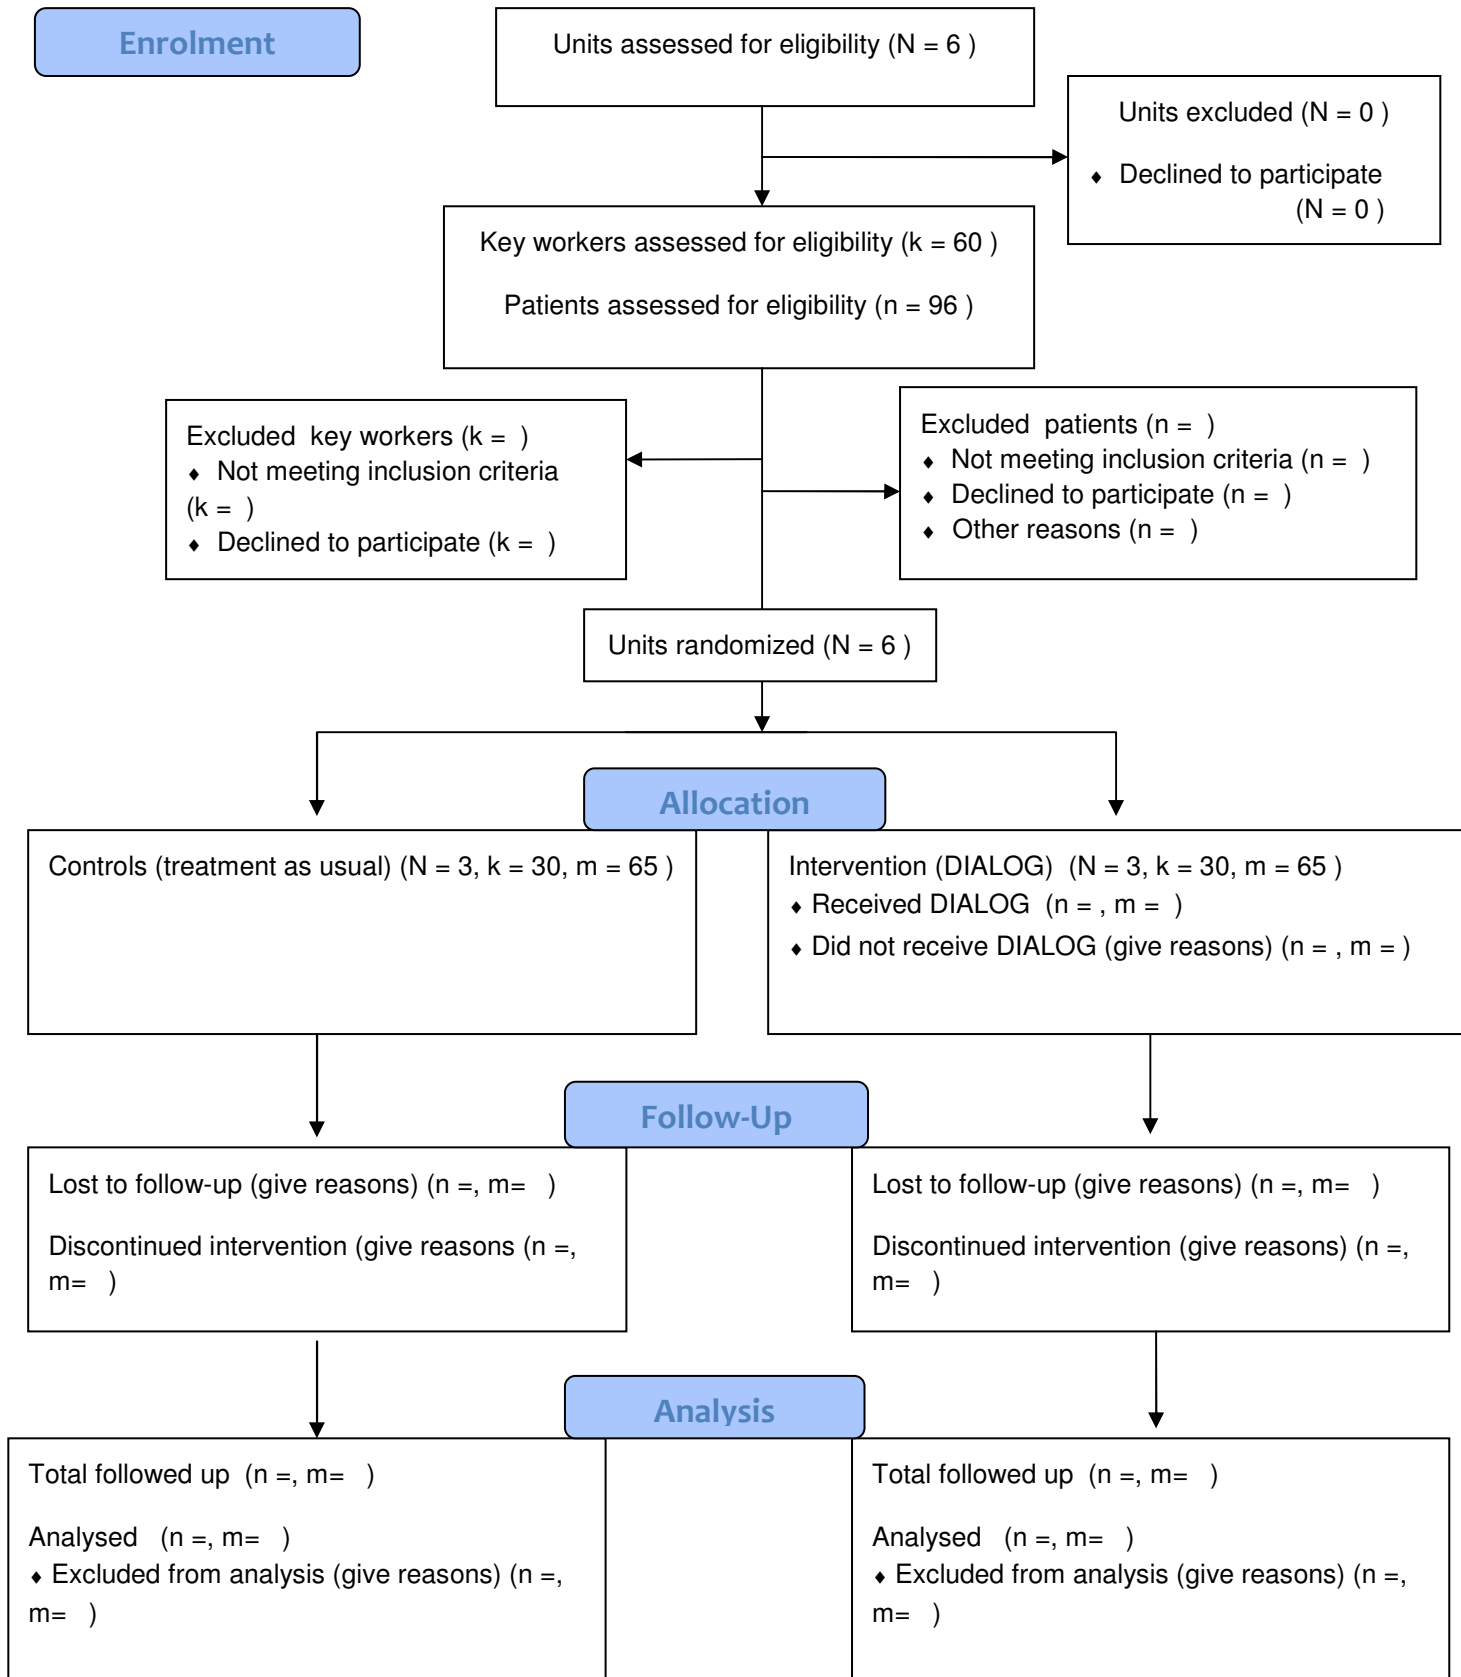 Enrolment
Units assessed for eligibility (N = 6 )
Units excluded (N = 0 )
♦ Declined to participate
(N = 0 )
Key workers assessed for eligibility (k = 60 )
Patients assessed for eligibility (n = 96 )
Excluded key workers (k = )
♦ Not meeting inclusion criteria
(k = )
♦ Declined to participate (k = )
Excluded patients (n = )
♦ Not meeting inclusion criteria (n = )
♦ Declined to participate (n = )
♦ Other reasons (n = )
Units randomized (N = 6 )
Allocation
Controls (treatment as usual) (N = 3, k = 30, m = 65 )
Intervention (DIALOG) (N = 3, k = 30, m = 65 )
♦ Received DIALOG (n = , m = )
♦ Did not receive DIALOG (give reasons) (n = , m = )
Follow-Up
Lost to follow-up (give reasons) (n =, m= )
Discontinued intervention (give reasons (n =,
m= )
Lost to follow-up (give reasons) (n =, m= )
Discontinued intervention (give reasons) (n =,
m= )
Analysis
Total followed up (n =, m= )
Analysed (n =, m= )
♦ Excluded from analysis (give reasons) (n =,
m= )
Total followed up (n =, m= )
Analysed (n =, m= )
♦ Excluded from analysis (give reasons) (n =,
m= )